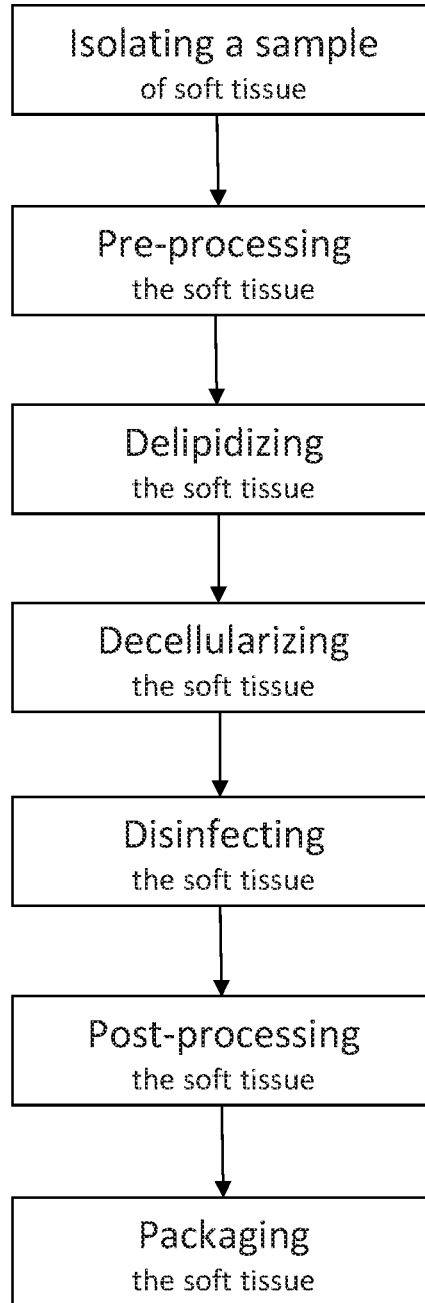 Isolating a sample
of soft tissue
Pre-processing
the soft tissue
Delipidizing
the soft tissue
Decellularizing
the soft tissue
Disinfecting
the soft tissue
Post-processing
the soft tissue
Packaging
the soft tissue